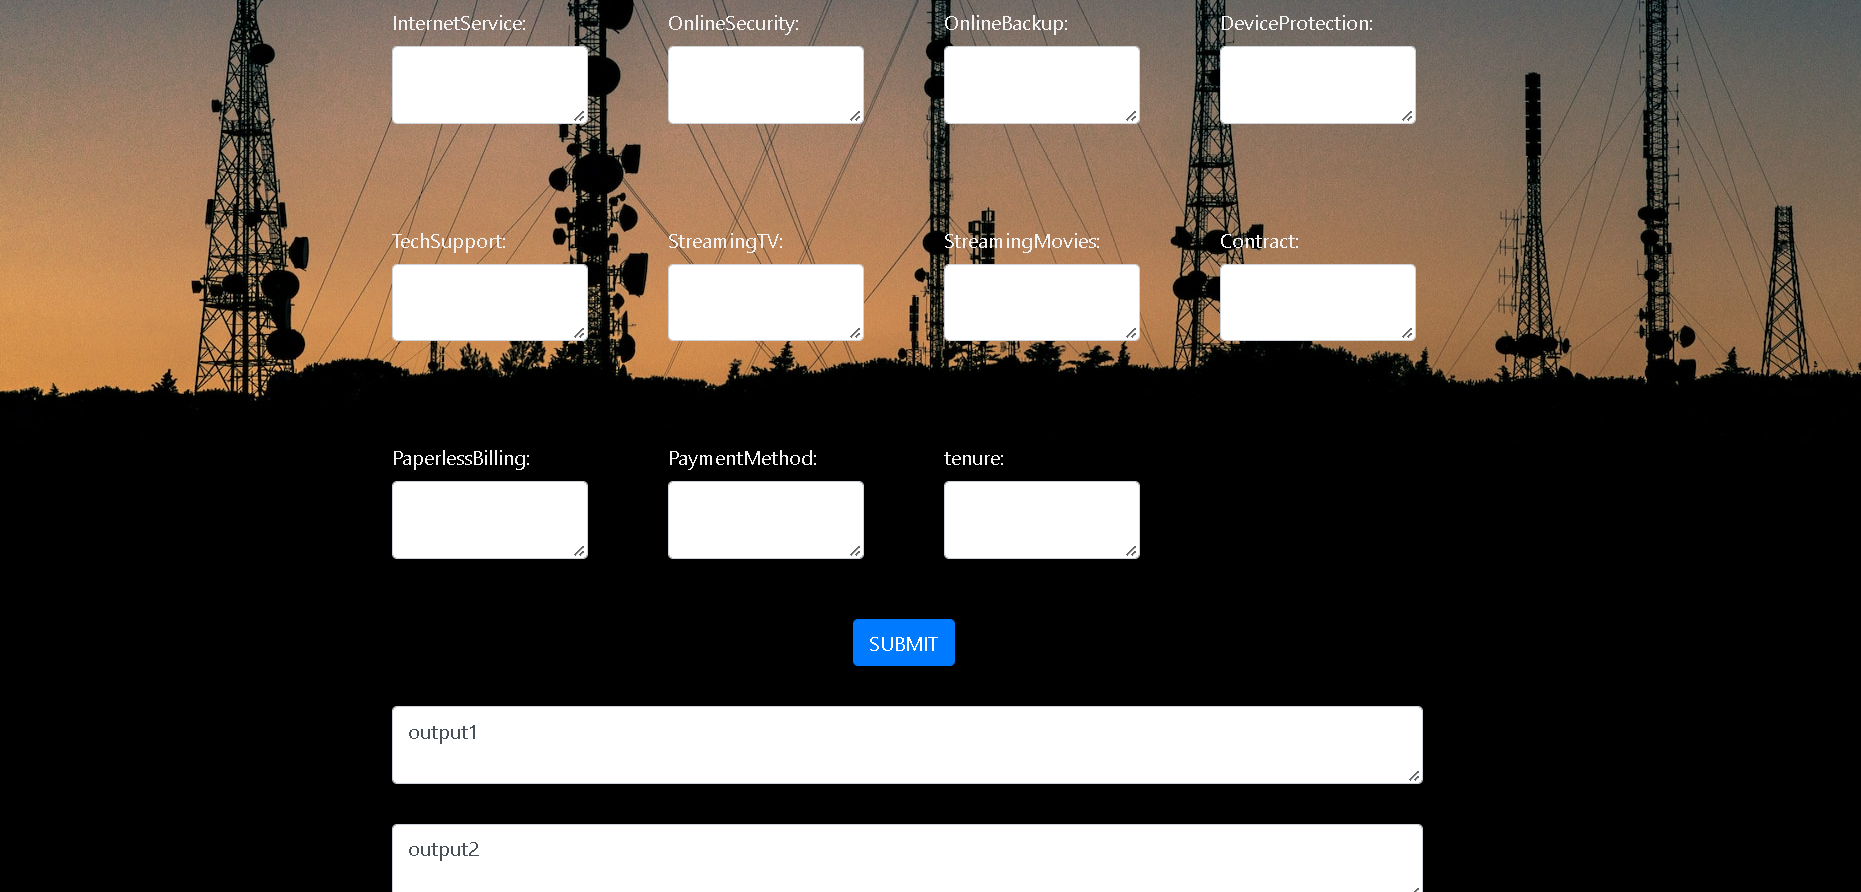 InternetService:
OnlineSecurity:
OnlineBackup:
DeviceProtection:
TechSupport:
StreamingTV:
StreamingMovies:
Contract:
PaperlessBilling:
PaymentMethod:
tenure:
SUBMIT
output1
output2